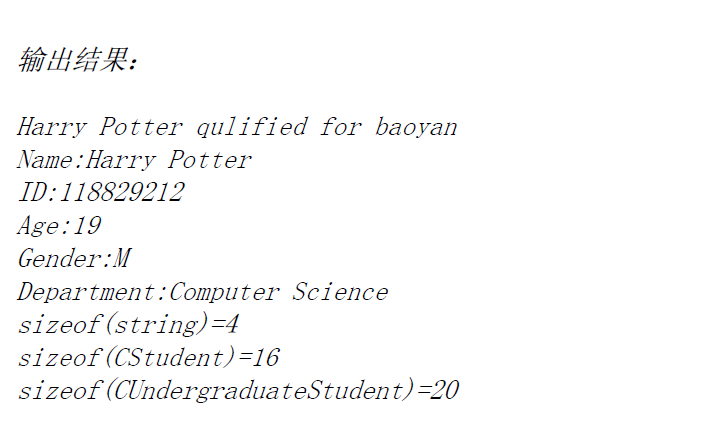 输出结果：
Harry Potter qulified for baoyan
Name:Harry Potter
ID:118829212
Age:19
Gender:M
Department:Computer Science
sizeof(string)=4
sizeof(CStudent)=16
sizeof(CUndergraduateStudent)=20